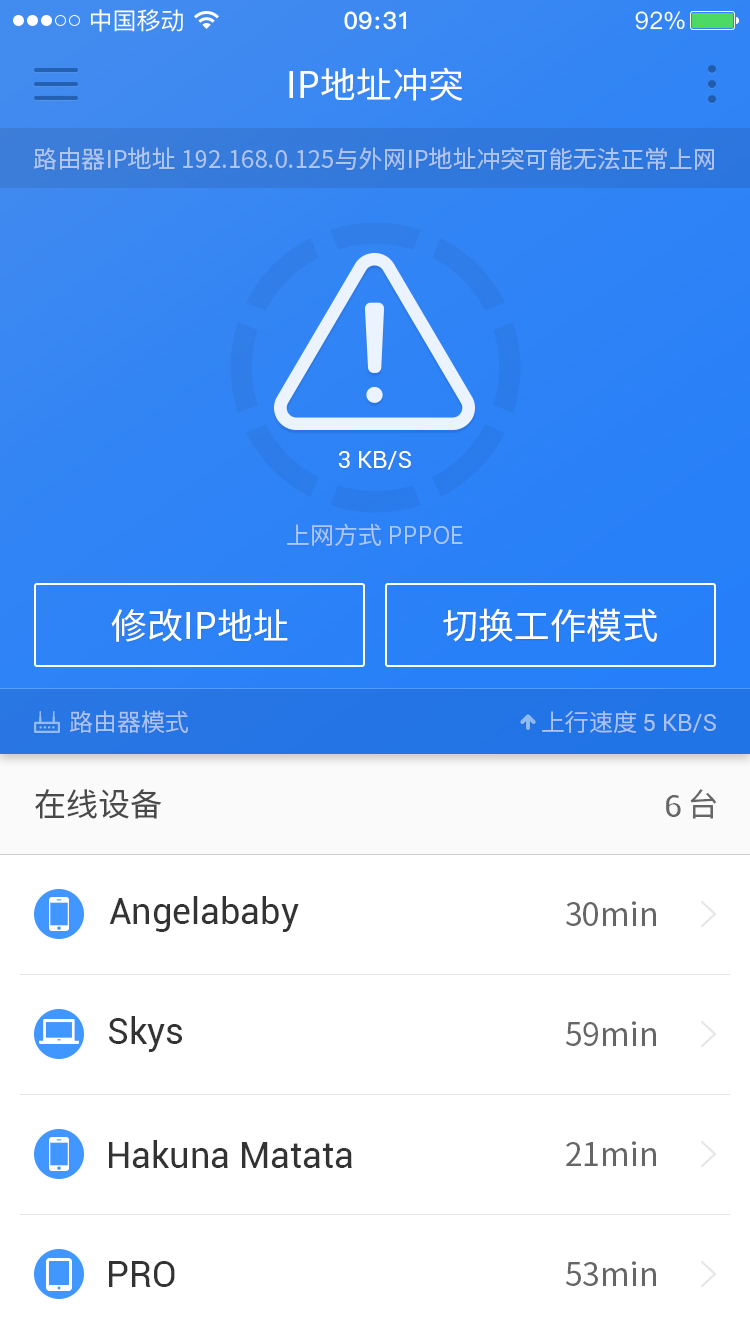 中国移动 09:31 92%
IP地址冲突
路由器IP地址 192.168.0.125与外网IP地址冲突可能无法正常上网
3 KB/S
上网方式 PPPOE
修改IP地址 切换工作模式
路由器模式 上行速度 5 KB/S
在线设备 6 台
Angelababy 30min
Skys 59min
Hakuna Matata 21min
PRO 53min